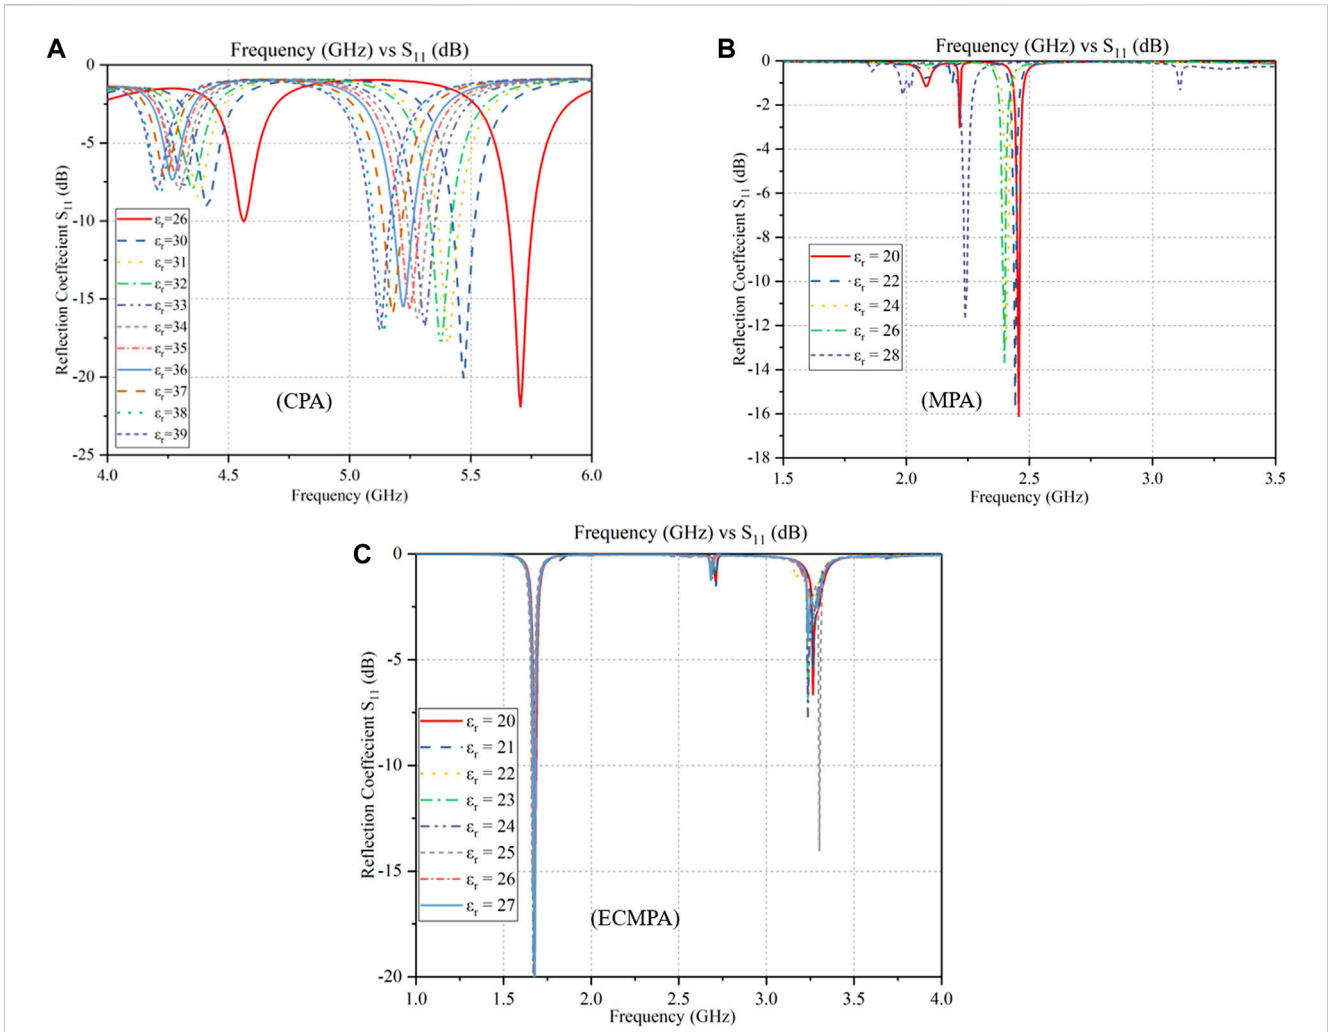 A
Frequency (GHz) vs S11 (dB)
0
-5
-10
-15
-20
-25
Reflection Coeffecient S11 (dB)
εr=26
εr=30
εr=31
εr=32
εr=33
εr=34
εr=35
εr=36
εr=37
εr=38
εr=39
(CPA)
4.0 4.5 5.0 5.5 6.0
Frequency (GHz)
B
Frequency (GHz) vs S11 (dB)
0
-2
-4
-6
-8
-10
-12
-14
-16
-18
Reflection Coeffecient S11 (dB)
εr = 20
εr = 22
εr = 24
εr = 26
εr = 28
(MPA)
1.5 2.0 2.5 3.0 3.5
Frequency (GHz)
C
Frequency (GHz) vs S11 (dB)
0
-5
-10
-15
-20
Reflection Coeffecient S11 (dB)
εr = 20
εr = 21
εr = 22
εr = 23
εr = 24
εr = 25
εr = 26
εr = 27
(ECMPA)
1.0 1.5 2.0 2.5 3.0 3.5 4.0
Frequency (GHz)